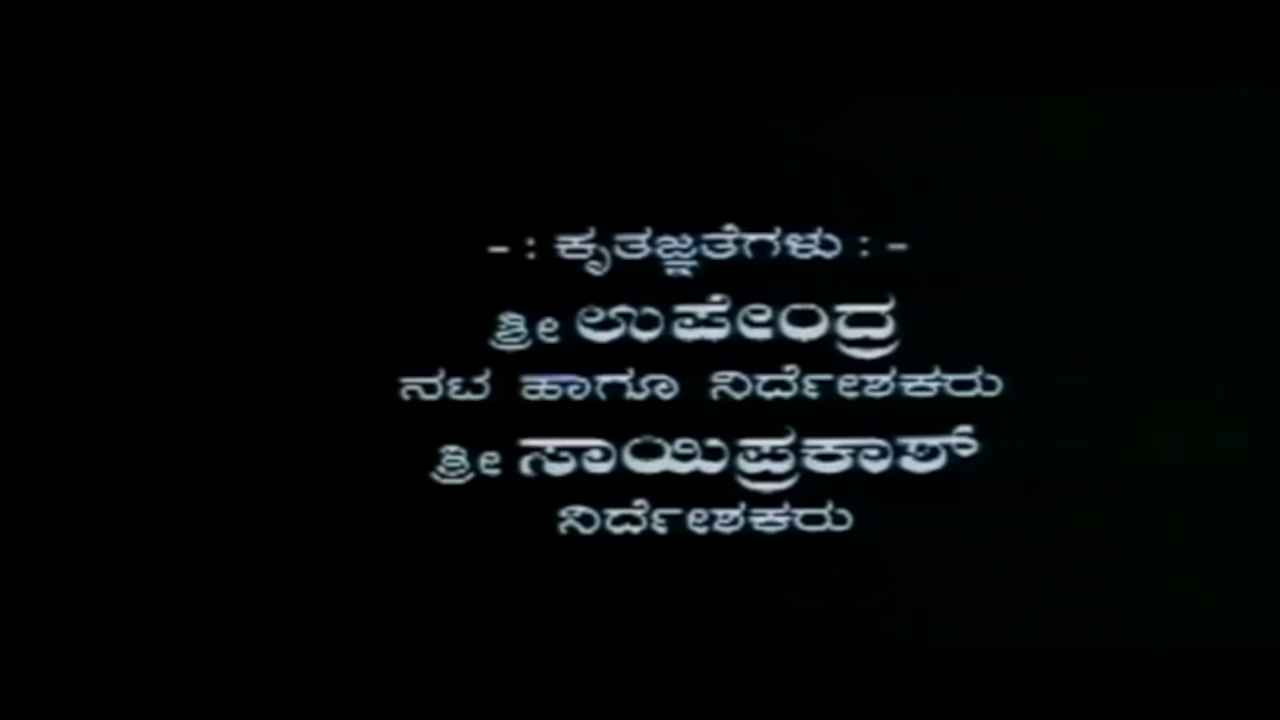 -: ಕೃತಜ್ಞತೆಗಳು :-
ಶ್ರೀ ಉಪೇಂದ್ರ
ನಟ ಹಾಗೂ ನಿರ್ದೇಶಕರು
ಶ್ರೀ ಸಾಯಿಪ್ರಕಾಶ್
ನಿರ್ದೇಶಕರು